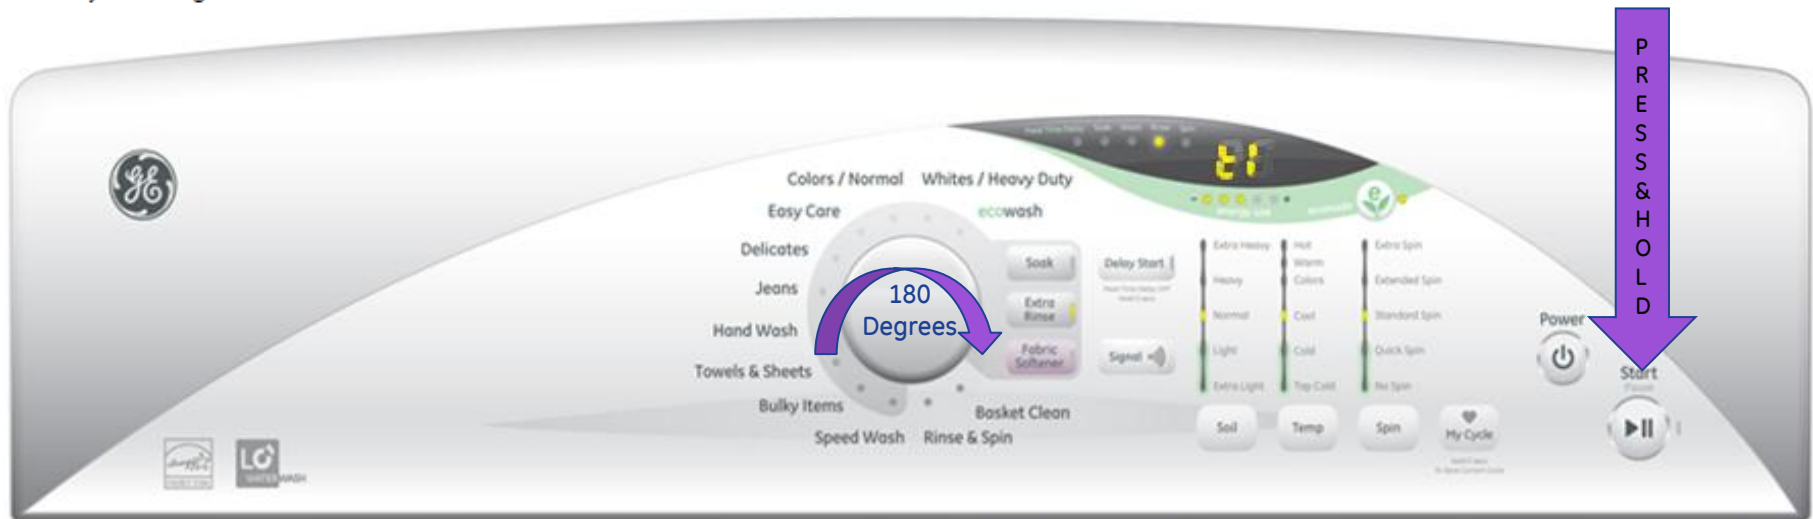 PRESS&HOLD
t1
Colors / Normal
Whites / Heavy Duty
Easy Care
ecowash
Delicates
Jeans
Hand Wash
Towels & Sheets
Bulky Items
Speed Wash
Rinse & Spin
Basket Clean
180
Degrees
Soak
Extra
Rinse
Fabric
Softener
Delay Start
Signal
Extra Heavy
Heavy
Normal
Light
Extra Light
Hot
Warm
Colors
Cool
Cold
Tap Cold
Extra Spin
Extended Spin
Standard Spin
Quick Spin
No Spin
Soil
Temp
Spin
My Cycle
Power
Start
Pause
GE